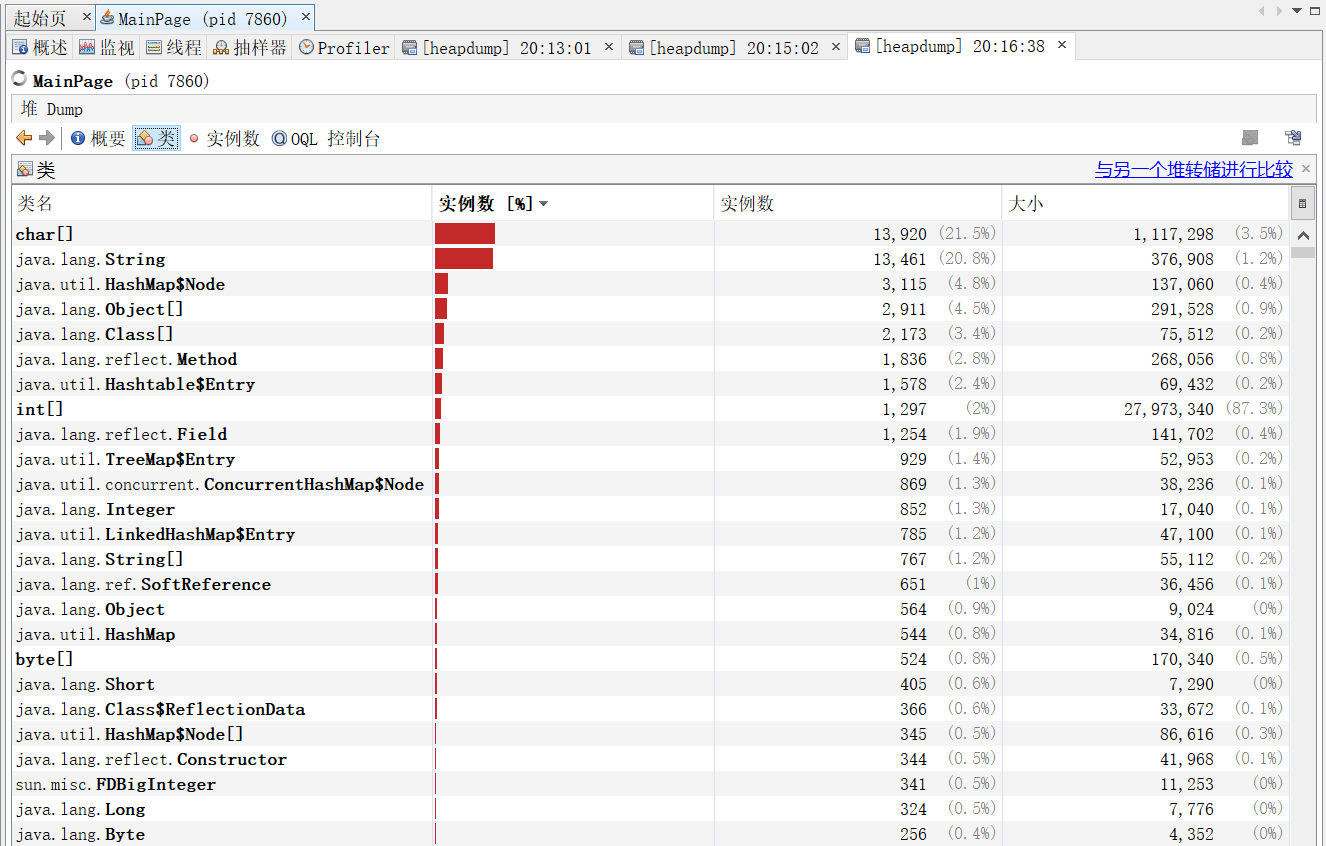 起始页 × MainPage (pid 7860) ×
概述 监视 线程 抽样器 Profiler [heapdump] 20:13:01 × [heapdump] 20:15:02 × [heapdump] 20:16:38 ×
MainPage (pid 7860)
堆 Dump
概要 类 实例数 OQL 控制台
类 与另一个堆转储进行比较 ×
类名 实例数 [%] 实例数 大小
char[] 13,920 (21.5%) 1,117,298 (3.5%)
java.lang.String 13,461 (20.8%) 376,908 (1.2%)
java.util.HashMap$Node 3,115 (4.8%) 137,060 (0.4%)
java.lang.Object[] 2,911 (4.5%) 291,528 (0.9%)
java.lang.Class[] 2,173 (3.4%) 75,512 (0.2%)
java.lang.reflect.Method 1,836 (2.8%) 268,056 (0.8%)
java.util.Hashtable$Entry 1,578 (2.4%) 69,432 (0.2%)
int[] 1,297 (2%) 27,973,340 (87.3%)
java.lang.reflect.Field 1,254 (1.9%) 141,702 (0.4%)
java.util.TreeMap$Entry 929 (1.4%) 52,953 (0.2%)
java.util.concurrent.ConcurrentHashMap$Node 869 (1.3%) 38,236 (0.1%)
java.lang.Integer 852 (1.3%) 17,040 (0.1%)
java.util.LinkedHashMap$Entry 785 (1.2%) 47,100 (0.1%)
java.lang.String[] 767 (1.2%) 55,112 (0.2%)
java.lang.ref.SoftReference 651 (1%) 36,456 (0.1%)
java.lang.Object 564 (0.9%) 9,024 (0%)
java.util.HashMap 544 (0.8%) 34,816 (0.1%)
byte[] 524 (0.8%) 170,340 (0.5%)
java.lang.Short 405 (0.6%) 7,290 (0%)
java.lang.Class$ReflectionData 366 (0.6%) 33,672 (0.1%)
java.util.HashMap$Node[] 345 (0.5%) 86,616 (0.3%)
java.lang.reflect.Constructor 344 (0.5%) 41,968 (0.1%)
sun.misc.FDBigInteger 341 (0.5%) 11,253 (0%)
java.lang.Long 324 (0.5%) 7,776 (0%)
java.lang.Byte 256 (0.4%) 4,352 (0%)